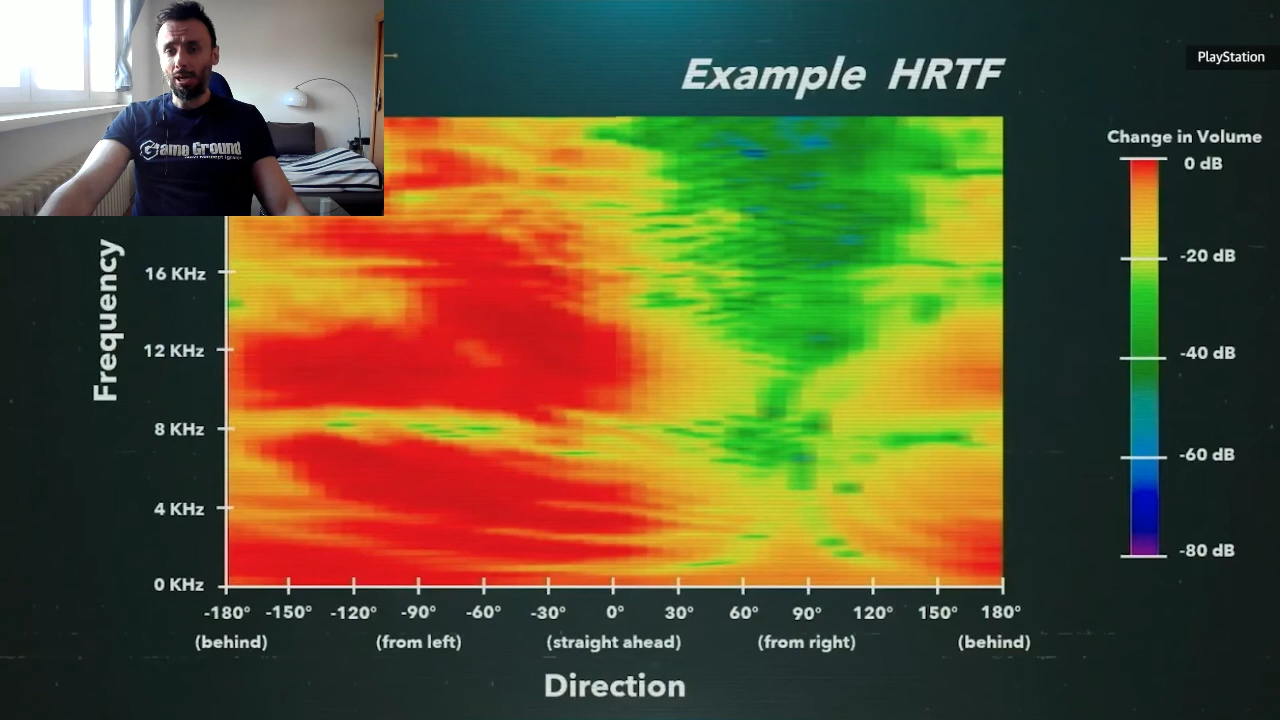 Game Ground
Example HRTF
PlayStation
Change in Volume
0 dB
-20 dB
-40 dB
-60 dB
-80 dB
Frequency
16 KHz
12 KHz
8 KHz
4 KHz
0 KHz
-180° -150° -120° -90° -60° -30° 0° 30° 60° 90° 120° 150° 180°
(behind) (from left) (straight ahead) (from right) (behind)
Direction